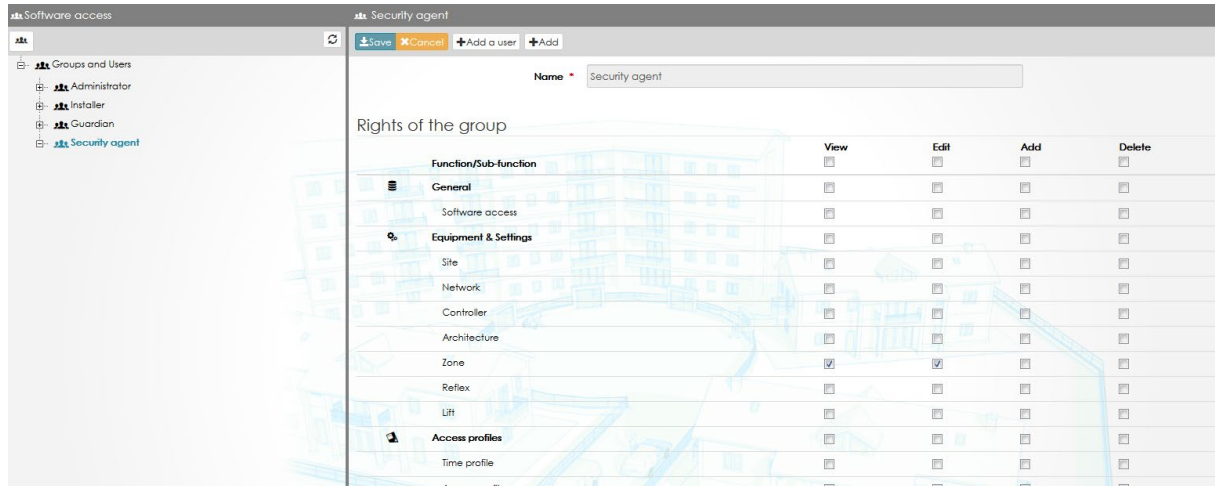 Software access
Security agent
Save Cancel Add a user Add
Groups and Users
Administrator
Installer
Guardian
Security agent
Name * Security agent
Rights of the group
View Edit Add Delete
Function/Sub-function
General
Software access
Equipment & Settings
Site
Network
Controller
Architecture
Zone
Reflex
Lift
Access profiles
Time profile